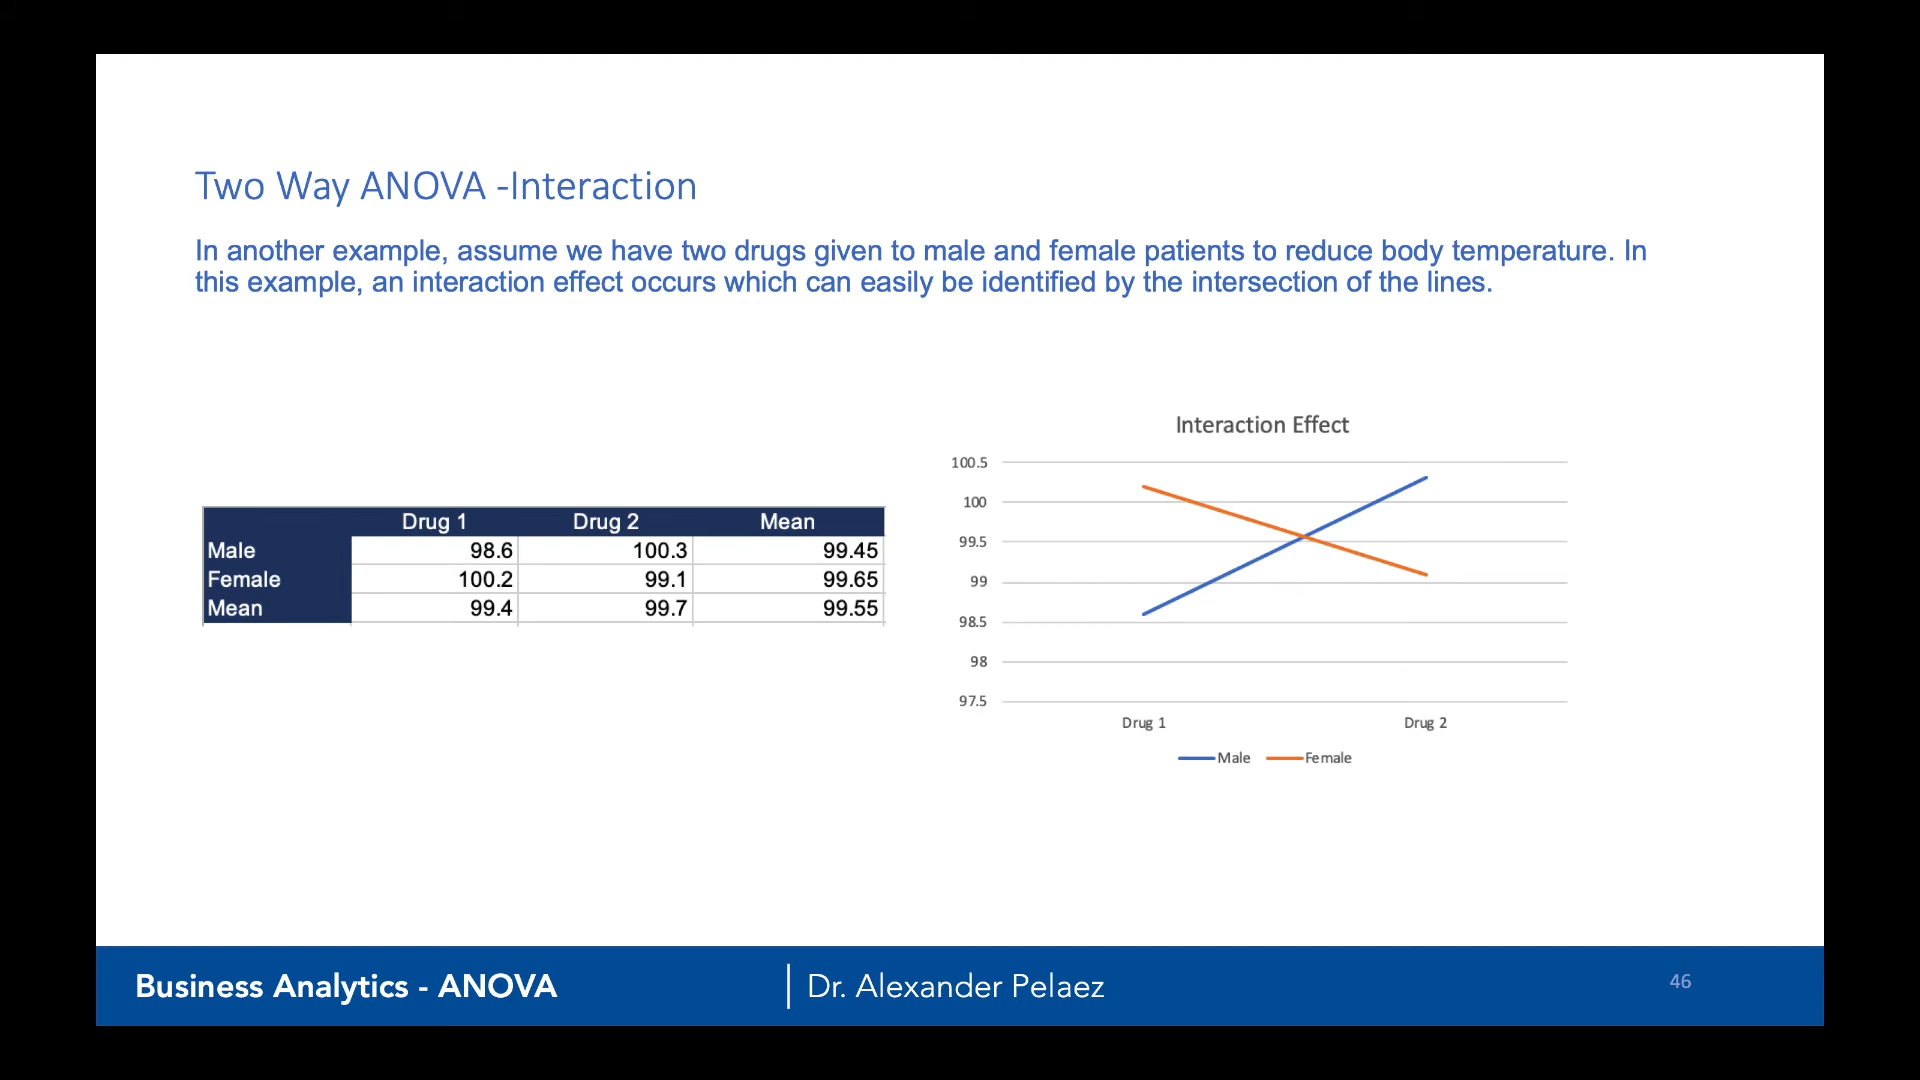 Two Way ANOVA -Interaction
In another example, assume we have two drugs given to male and female patients to reduce body temperature. In
this example, an interaction effect occurs which can easily be identified by the intersection of the lines.
Drug 1 Drug 2 Mean
Male 98.6 100.3 99.45
Female 100.2 99.1 99.65
Mean 99.4 99.7 99.55
Interaction Effect
100.5
100
99.5
99
98.5
98
97.5
Drug 1 Drug 2
Male Female
Business Analytics - ANOVA Dr. Alexander Pelaez 46